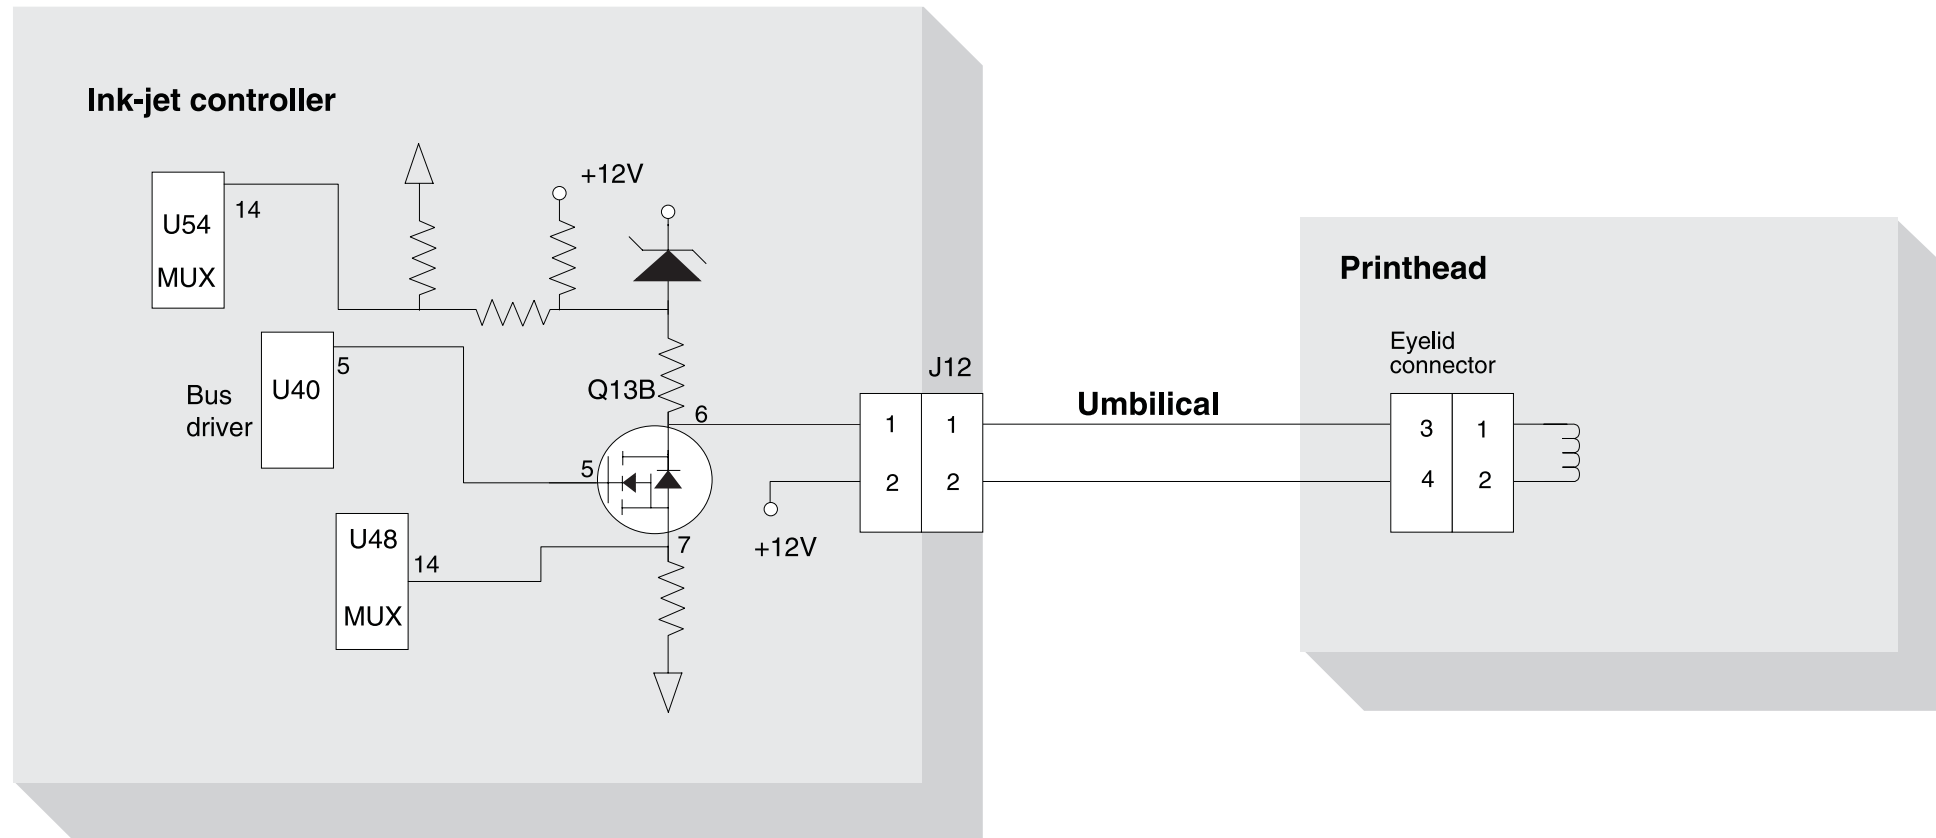 Ink-jet controller
+12V
U54
14
MUX
Printhead
Eyelid
connector
5
U40
Bus
driver
Q13B
6
J12
Umbilical
1 1
3 1
5
2 2
4 2
U48
14
MUX
7
+12V